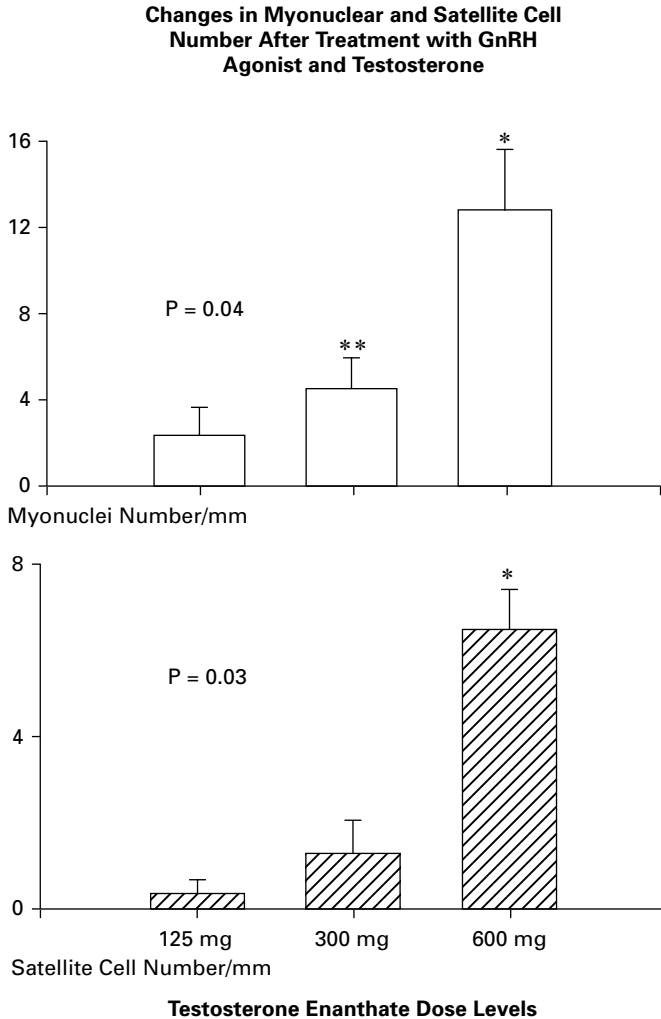 Changes in Myonuclear and Satellite Cell
Number After Treatment with GnRH
Agonist and Testosterone
16
*
12
8
P = 0.04
**
4
0
Myonuclei Number/mm
8
*
P = 0.03
4
0
125 mg 300 mg 600 mg
Satellite Cell Number/mm
Testosterone Enanthate Dose Levels